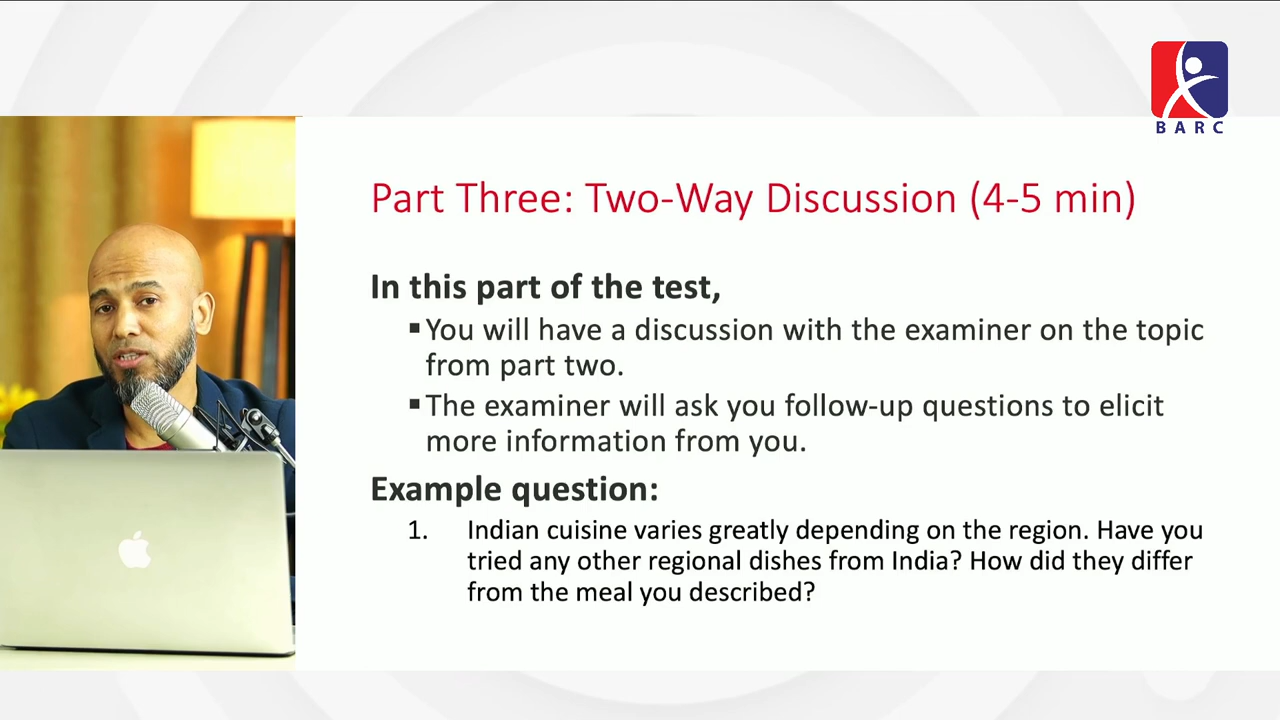 BARC
Part Three: Two-Way Discussion (4-5 min)
In this part of the test,
▪You will have a discussion with the examiner on the topic
from part two.
▪The examiner will ask you follow-up questions to elicit
more information from you.
Example question:
1. Indian cuisine varies greatly depending on the region. Have you
tried any other regional dishes from India? How did they differ
from the meal you described?